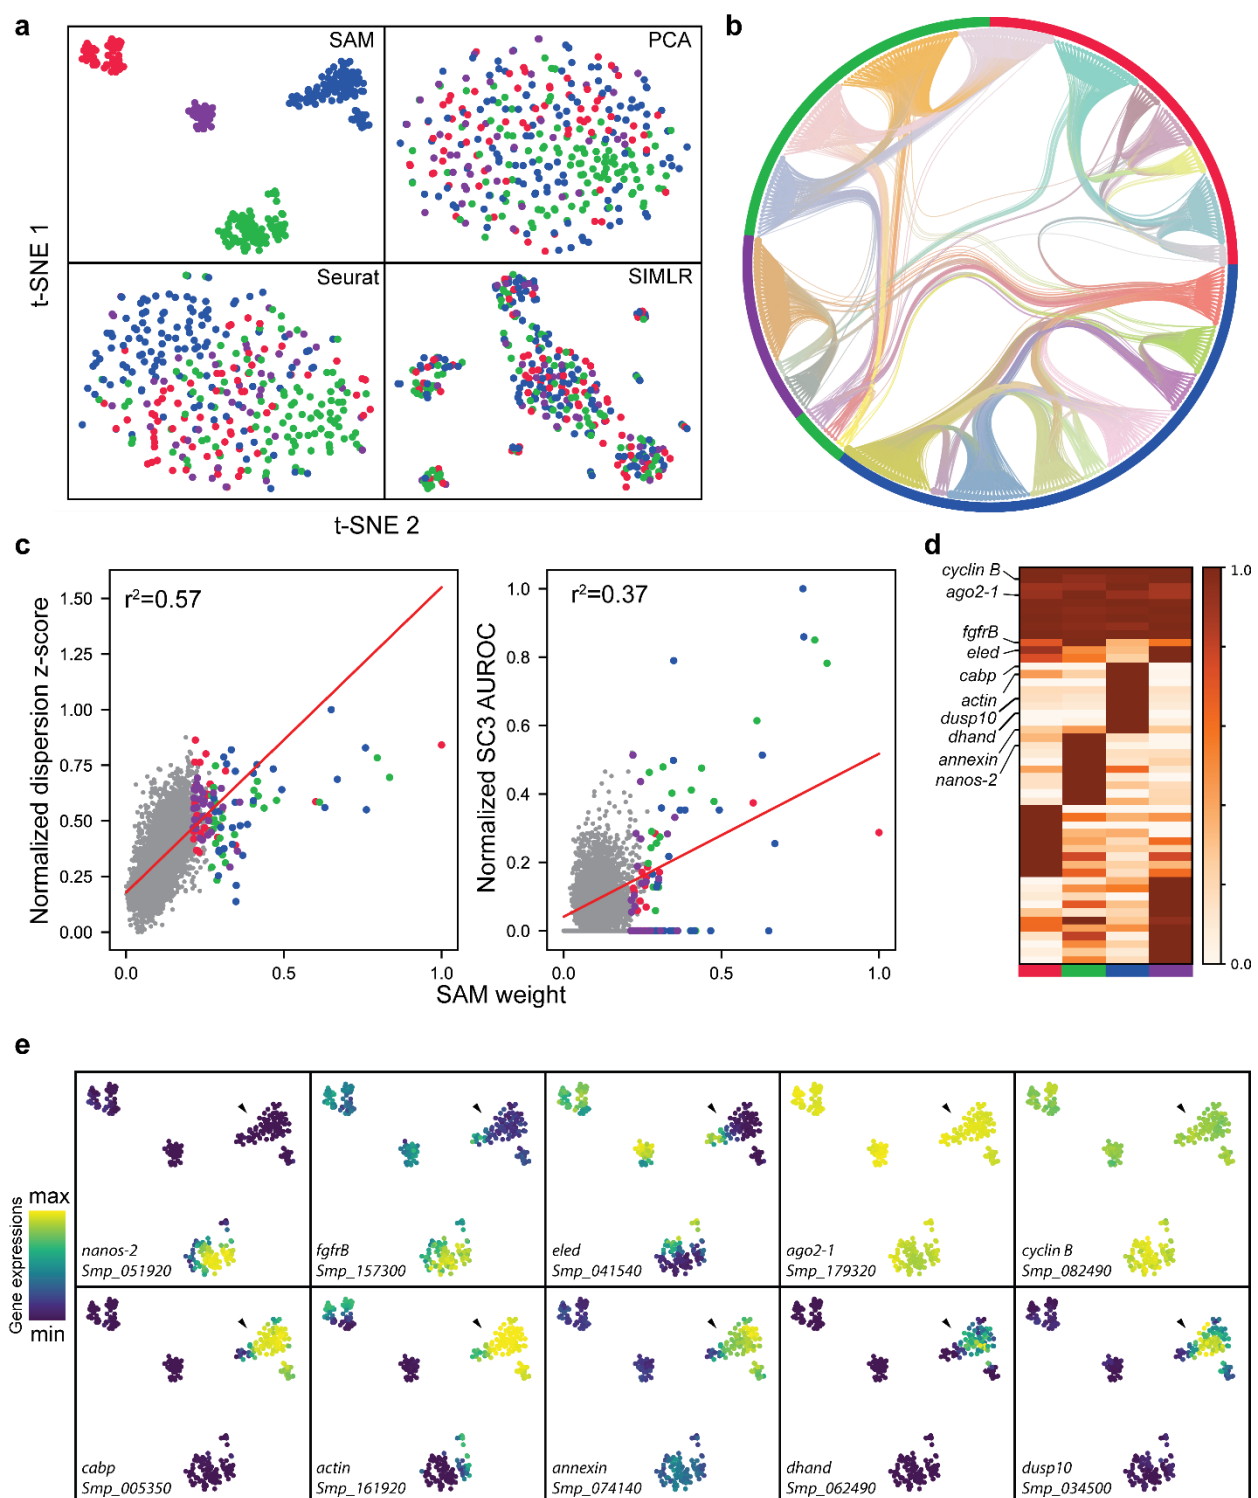 a
SAM
PCA
Seurat
SIMLR
t-SNE 1
t-SNE 2
b
c
r²=0.57
1.50
1.25
1.00
0.75
0.50
0.25
0.00
Normalized dispersion z-score
0.0
0.5
1.0
r²=0.37
1.0
0.8
0.6
0.4
0.2
0.0
Normalized SC3 AUROC
0.0
0.5
1.0
SAM weight
d
cyclin B
ago2-1
fgfrB
eled
cabp
actin
dusp10
dhand
annexin
nanos-2
1.0
0.0
e
Gene expressions
max
min
nanos-2
Smp_051920
fgfrB
Smp_157300
eled
Smp_041540
ago2-1
Smp_179320
cyclin B
Smp_082490
cabp
Smp_005350
actin
Smp_161920
annexin
Smp_074140
dhand
Smp_062490
dusp10
Smp_034500